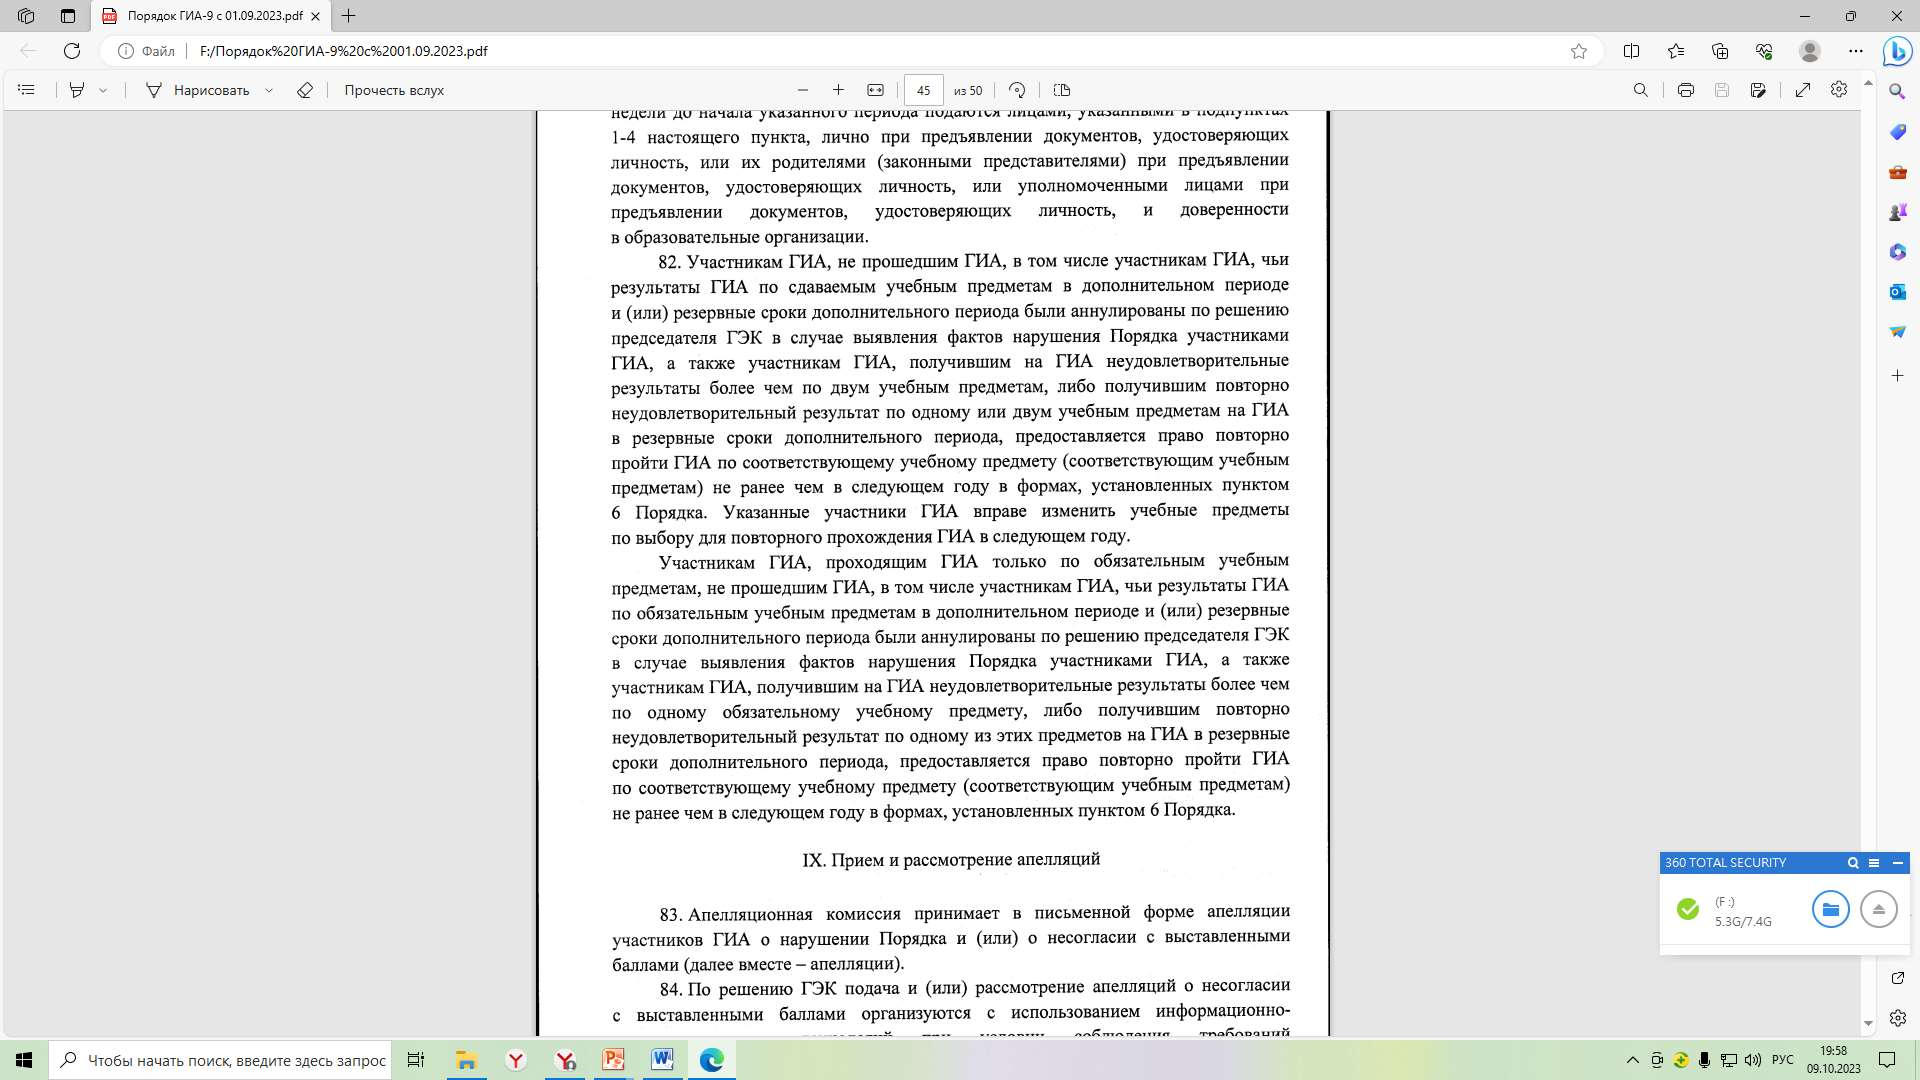 Порядок ГИА-9 с 01.09.2023.pdf
Файл
F:/Порядок%20ГИА-9%20с%2001.09.2023.pdf
Нарисовать
Прочесть вслух
45
из 50
недели до начала указанного периода подаются лицами, указанными в подпунктах
1-4 настоящего пункта, лично при предъявлении документов, удостоверяющих
личность, или их родителями (законными представителями) при предъявлении
документов, удостоверяющих личность, или уполномоченными лицами при
предъявлении документов, удостоверяющих личность, и доверенности
в образовательные организации.
82. Участникам ГИА, не прошедшим ГИА, в том числе участникам ГИА, чьи
результаты ГИА по сдаваемым учебным предметам в дополнительном периоде
и (или) резервные сроки дополнительного периода были аннулированы по решению
председателя ГЭК в случае выявления фактов нарушения Порядка участниками
ГИА, а также участникам ГИА, получившим на ГИА неудовлетворительные
результаты более чем по двум учебным предметам, либо получившим повторно
неудовлетворительный результат по одному или двум учебным предметам на ГИА
в резервные сроки дополнительного периода, предоставляется право повторно
пройти ГИА по соответствующему учебному предмету (соответствующим учебным
предметам) не ранее чем в следующем году в формах, установленных пунктом
6 Порядка. Указанные участники ГИА вправе изменить учебные предметы
по выбору для повторного прохождения ГИА в следующем году.
Участникам ГИА, проходящим ГИА только по обязательным учебным
предметам, не прошедшим ГИА, в том числе участникам ГИА, чьи результаты ГИА
по обязательным учебным предметам в дополнительном периоде и (или) резервные
сроки дополнительного периода были аннулированы по решению председателя ГЭК
в случае выявления фактов нарушения Порядка участниками ГИА, а также
участникам ГИА, получившим на ГИА неудовлетворительные результаты более чем
по одному обязательному учебному предмету, либо получившим повторно
неудовлетворительный результат по одному из этих предметов на ГИА в резервные
сроки дополнительного периода, предоставляется право повторно пройти ГИА
по соответствующему учебному предмету (соответствующим учебным предметам)
не ранее чем в следующем году в формах, установленных пунктом 6 Порядка.
IX. Прием и рассмотрение апелляций
83. Апелляционная комиссия принимает в письменной форме апелляции
участников ГИА о нарушении Порядка и (или) о несогласии с выставленными
баллами (далее вместе – апелляции).
84. По решению ГЭК подача и (или) рассмотрение апелляций о несогласии
с выставленными баллами организуются с использованием информационно-
при условии соблюдения требований
360 TOTAL SECURITY
(F:)
5.3G/7.4G
Чтобы начать поиск, введите здесь запрос
РУС
19:58
09.10.2023